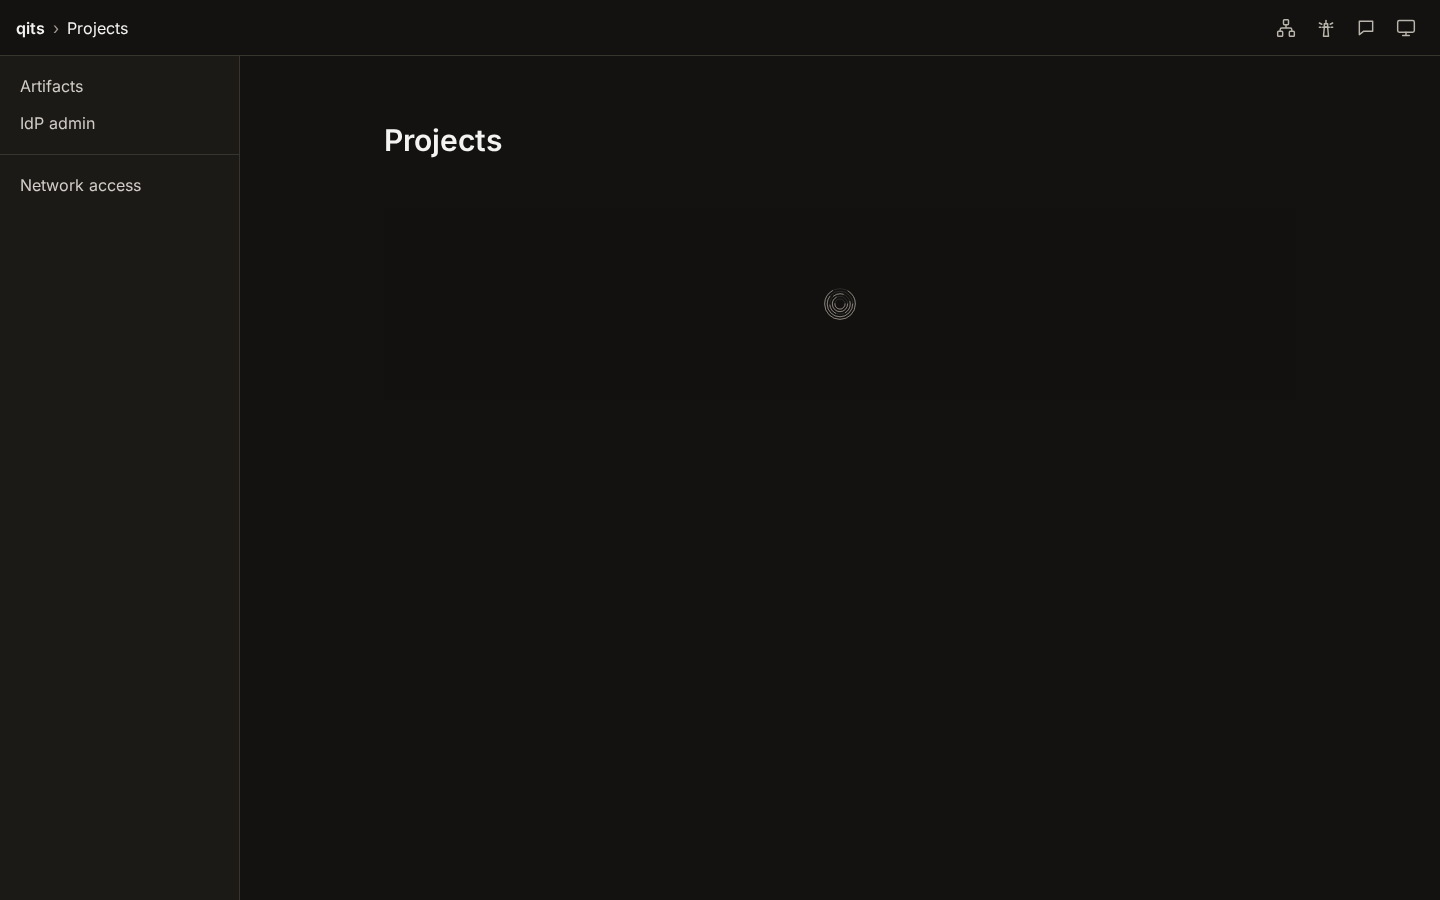 qits › Projects
Artifacts
IdP admin
Network access
Projects